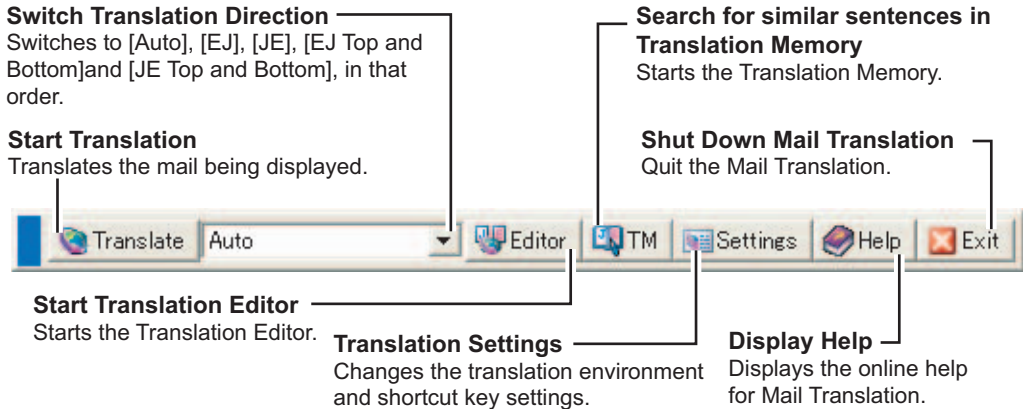 Switch Translation Direction
Switches to [Auto], [EJ], [JE], [EJ Top and
Bottom]and [JE Top and Bottom], in that
order.
Search for similar sentences in
Translation Memory
Starts the Translation Memory.
Start Translation
Translates the mail being displayed.
Shut Down Mail Translation
Quit the Mail Translation.
Translate Auto Editor TM Settings Help Exit
Start Translation Editor
Starts the Translation Editor.
Translation Settings
Changes the translation environment
and shortcut key settings.
Display Help
Displays the online help
for Mail Translation.